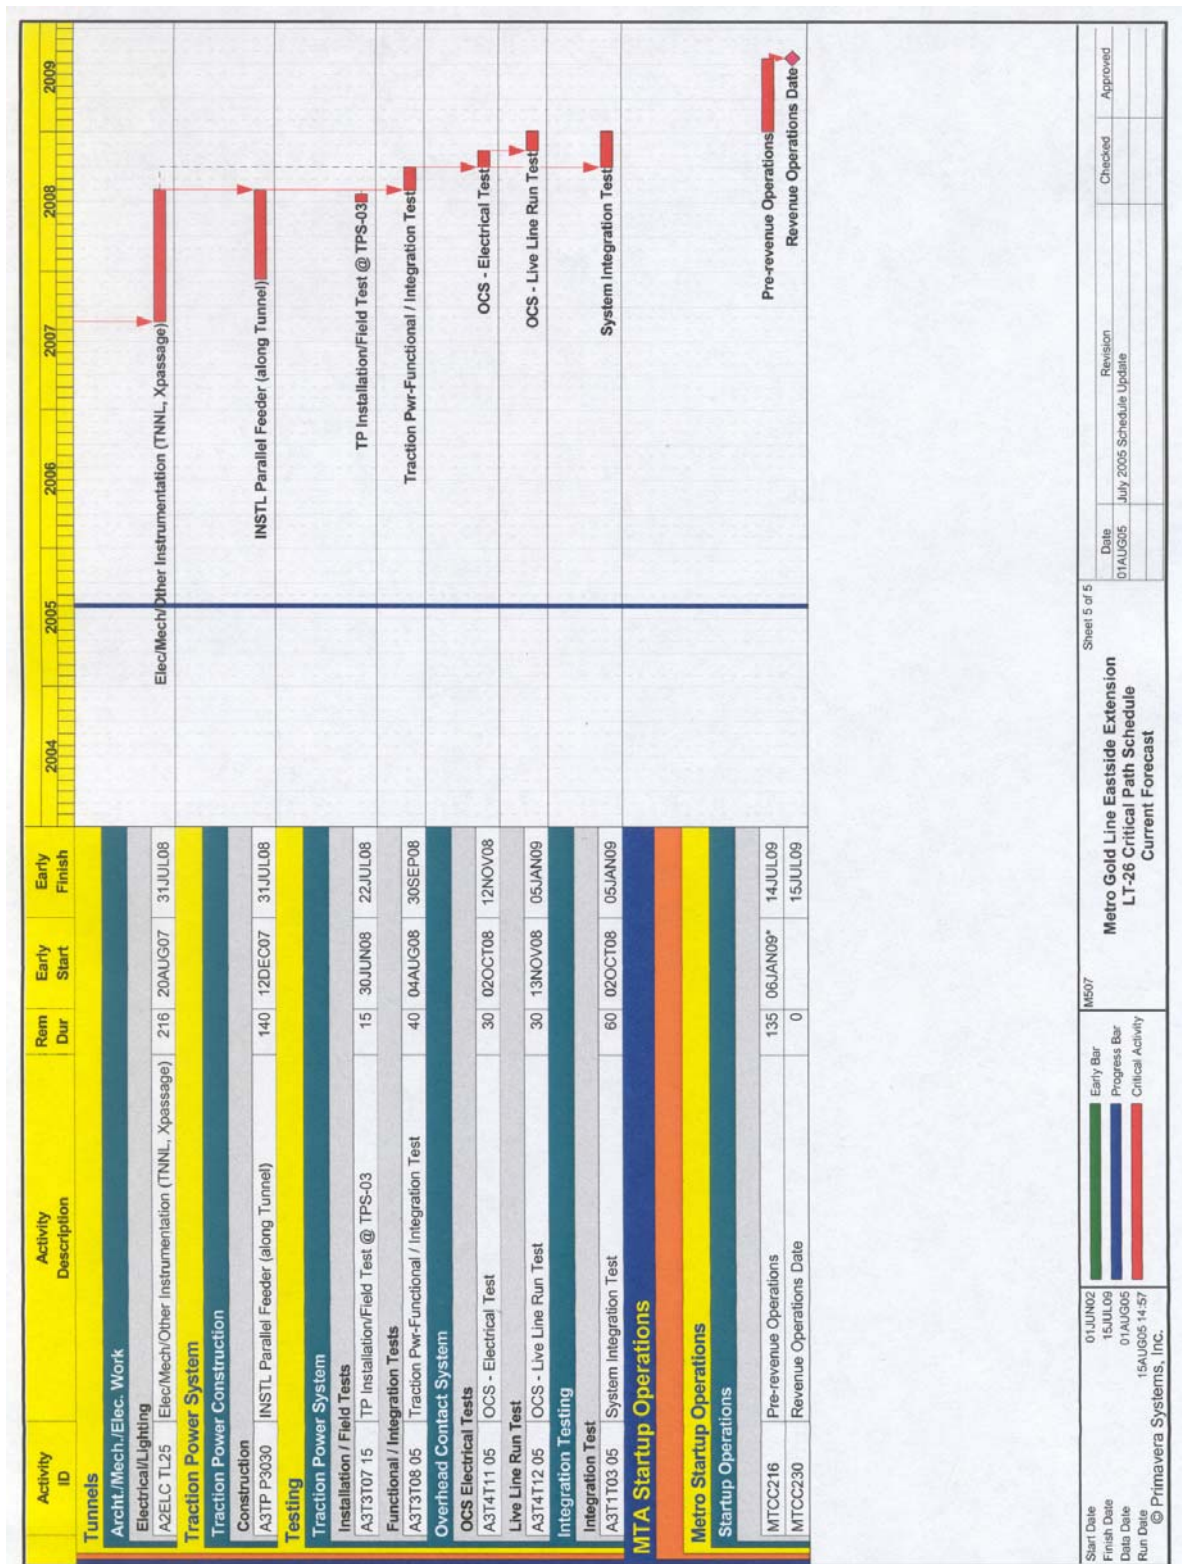 Activity ID Activity Description Rem Dur Early Start Early Finish 2004 2005 2006 2007 2008 2009
Tunnels
Archt./Mech./Elec. Work
Electrical/Lighting
A2ELC TL25 Elec/Mech/Other Instrumentation (TNNL, Xpassage) 216 20AUG07 31JUL08 Elec/Mech/Other Instrumentation (TNNL, Xpassage)
Traction Power System
Traction Power Construction
Construction
A3TP P3030 INSTL Parallel Feeder (along Tunnel) 140 12DEC07 31JUL08 INSTL Parallel Feeder (along Tunnel)
Testing
Traction Power System
Installation / Field Tests
A3T3T07 15 TP Installation/Field Test @ TPS-03 15 30JUN08 22JUL08 TP Installation/Field Test @ TPS-03
Functional / Integration Tests
A3T3T08 05 Traction Pwr-Functional / Integration Test 40 04AUG08 30SEP08 Traction Pwr-Functional / Integration Test
Overhead Contact System
OCS Electrical Tests
A3T4T11 05 OCS - Electrical Test 30 02OCT08 12NOV08 OCS - Electrical Test
Live Line Run Test
A3T4T12 05 OCS - Live Line Run Test 30 13NOV08 05JAN09 OCS - Live Line Run Test
Integration Testing
Integration Test
A3T1T03 05 System Integration Test 60 02OCT08 05JAN09 System Integration Test
MTA Startup Operations
Metro Startup Operations
Startup Operations
MTCC216 Pre-revenue Operations 135 06JAN09* 14JUL09 Pre-revenue Operations
MTCC230 Revenue Operations Date 0 15JUL09 Revenue Operations Date
Start Date 01JUN02
Finish Date 15JUL09
Data Date 01AUG05
Run Date 15AUG05 14:57
© Primavera Systems, Inc.
Early Bar
Progress Bar
Critical Activity
M507
Sheet 5 of 5
Metro Gold Line Eastside Extension
LT-26 Critical Path Schedule
Current Forecast
Date Revision Checked Approved
01AUG05 July 2005 Schedule Update